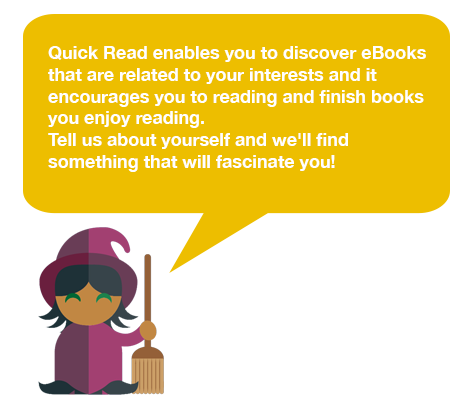 Quick Read enables you to discover eBooks
that are related to your interests and it
encourages you to reading and finish books
you enjoy reading.
Tell us about yourself and we'll find
something that will fascinate you!